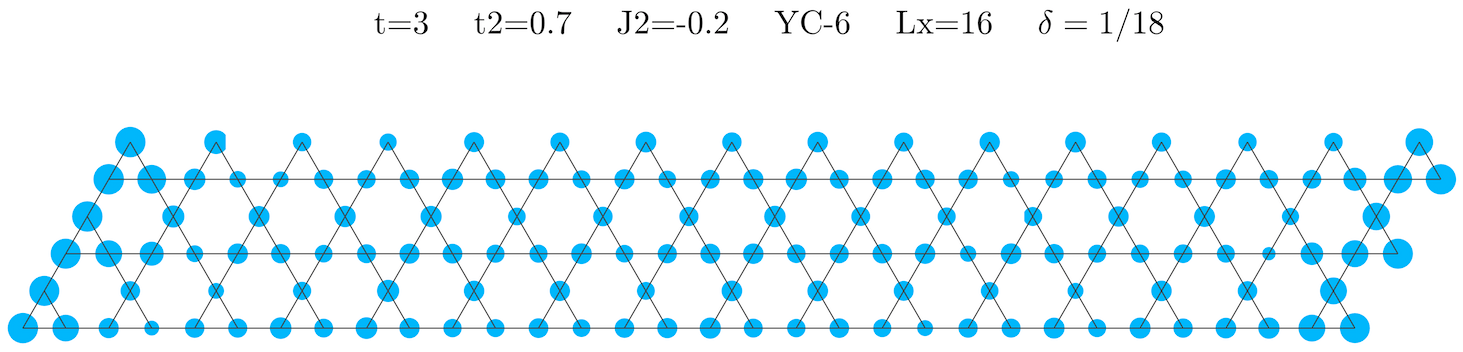 t=3 t2=0.7 J2=-0.2 YC-6 Lx=16 δ = 1/18